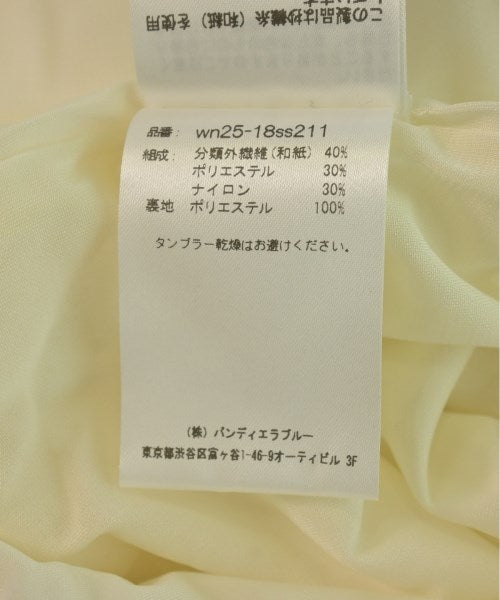 この製品は抄繊糸（和紙）を使用
品番： wn25-18ss211
組成： 分類外繊維（和紙） 40%
ポリエステル 30%
ナイロン 30%
裏地 ポリエステル 100%
タンブラー乾燥はお避けください。
（株）バンディエラブルー
東京都渋谷区富ヶ谷1-46-9オーティビル 3F